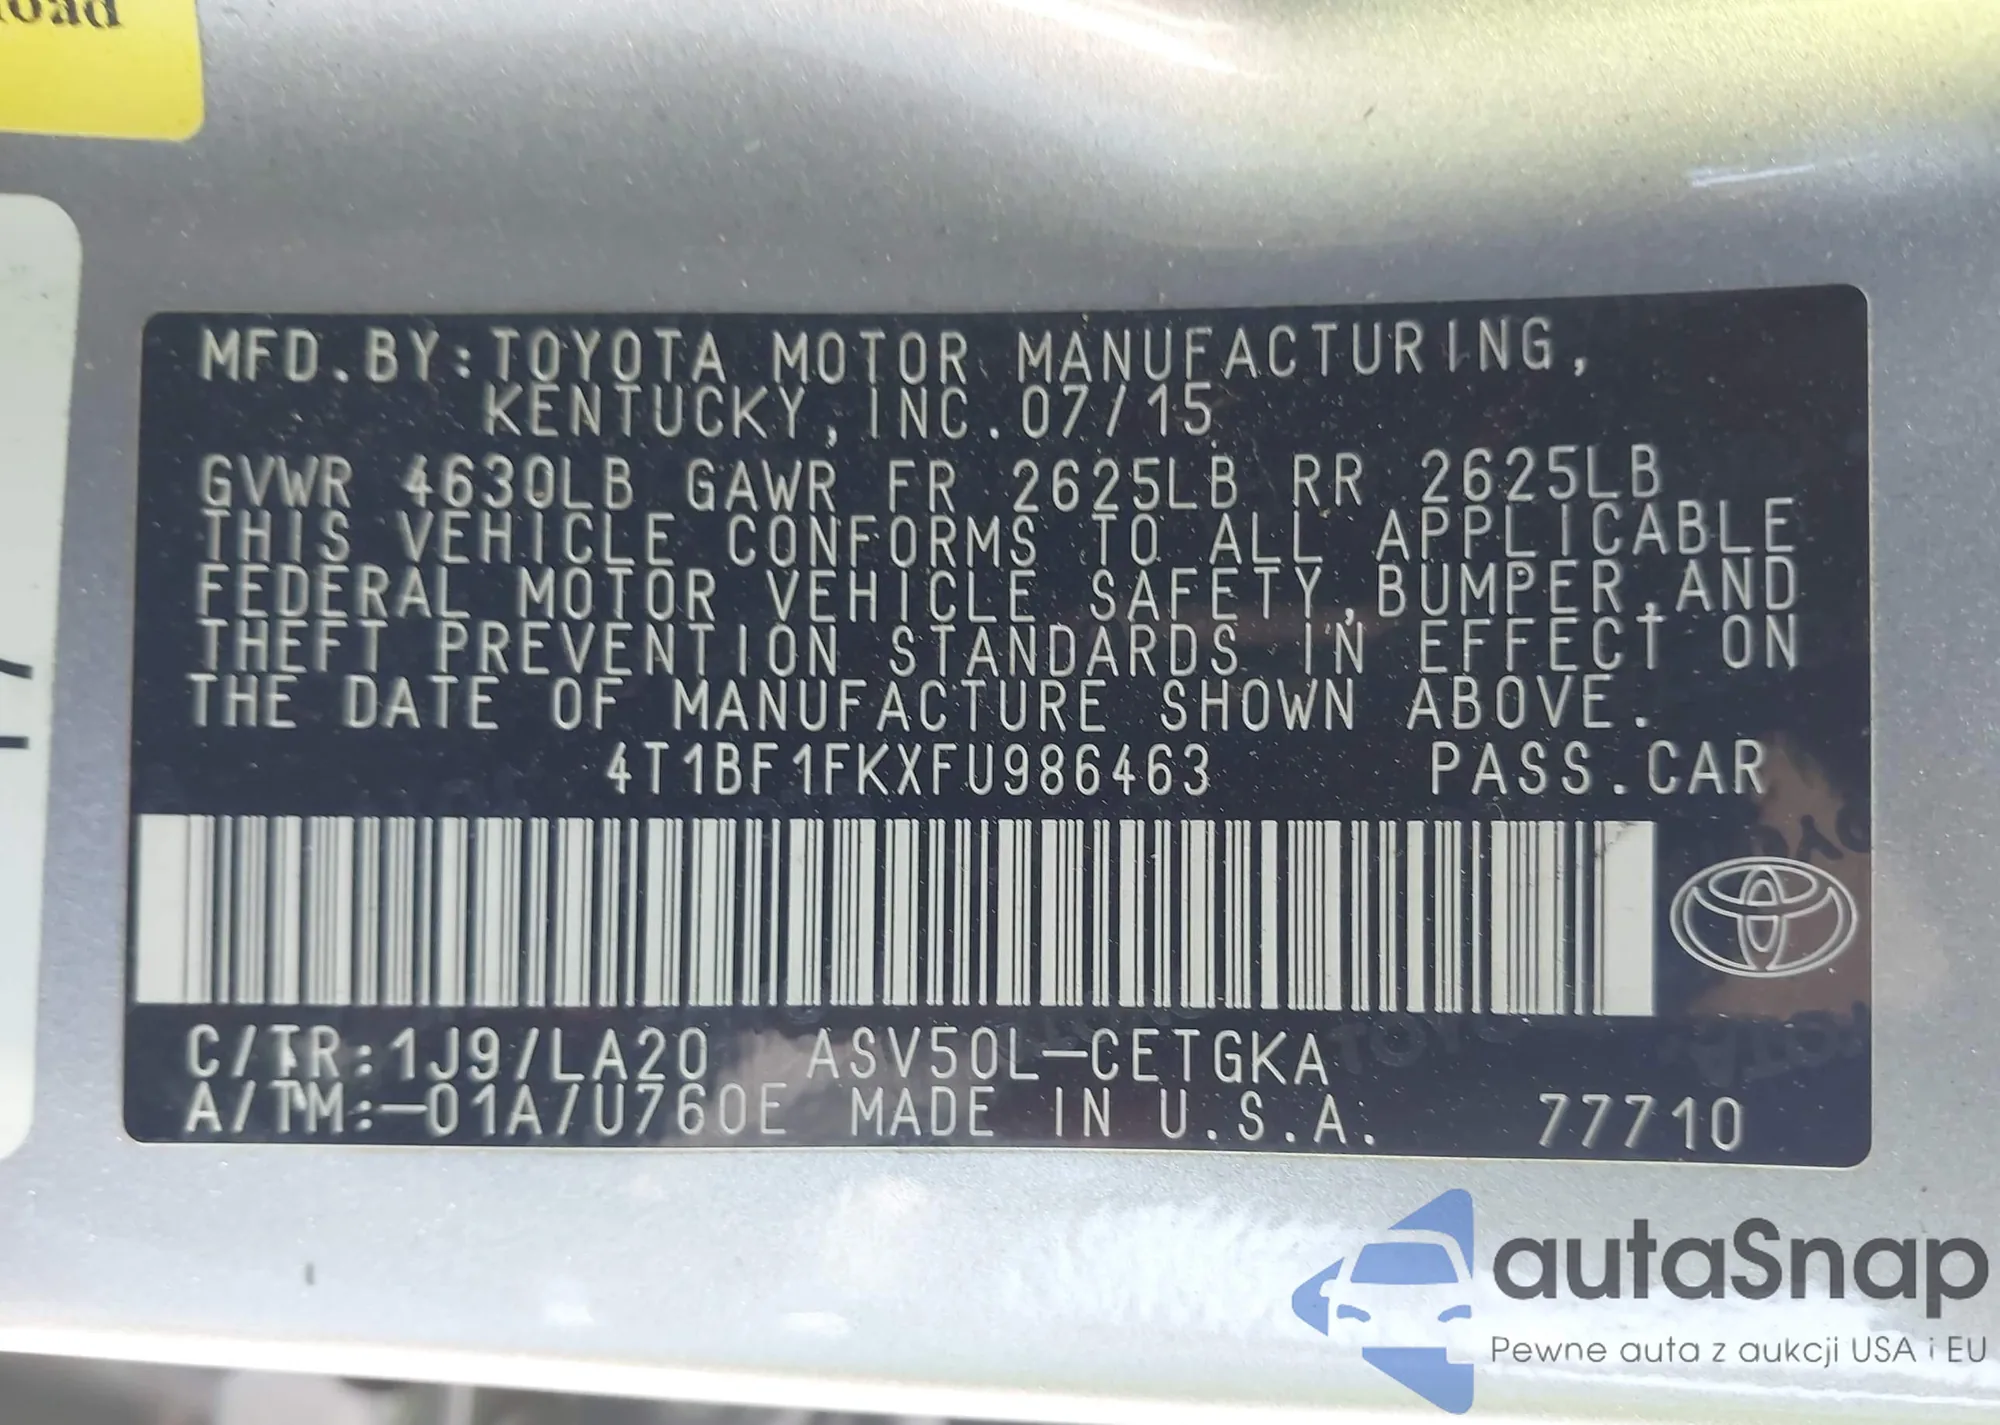 MFD.BY:TOYOTA MOTOR MANUFACTURING,
KENTUCKY,INC.07/15
GVWR 4630LB GAWR FR 2625LB RR 2625LB
THIS VEHICLE CONFORMS TO ALL APPLICABLE
FEDERAL MOTOR VEHICLE SAFETY,BUMPER,AND
THEFT PREVENTION STANDARDS IN EFFECT ON
THE DATE OF MANUFACTURE SHOWN ABOVE.
4T1BF1FKXFU986463 PASS.CAR
C/TR:1J9/LA20 ASV50L-CETGKA
A/TM:-01A/U760E MADE IN U.S.A. 77710
autaSnap
Pewne auta z aukcji USA i EU